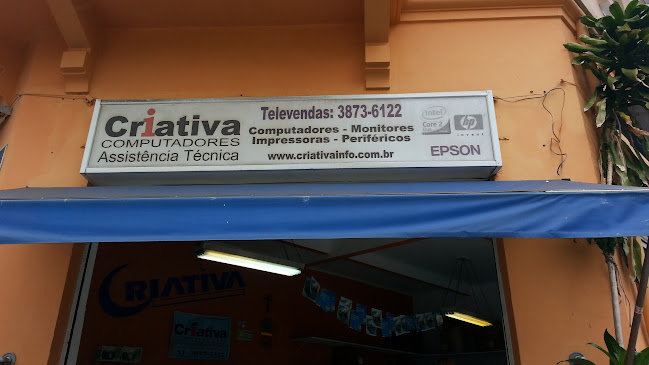 Criativa
COMPUTADORES
Assistência Técnica
Televendas: 3873-6122
Computadores - Monitores
Impressoras - Periféricos
www.criativainfo.com.br
intel
Core 2
hp
invent
EPSON
CRIATIVA
Criativa